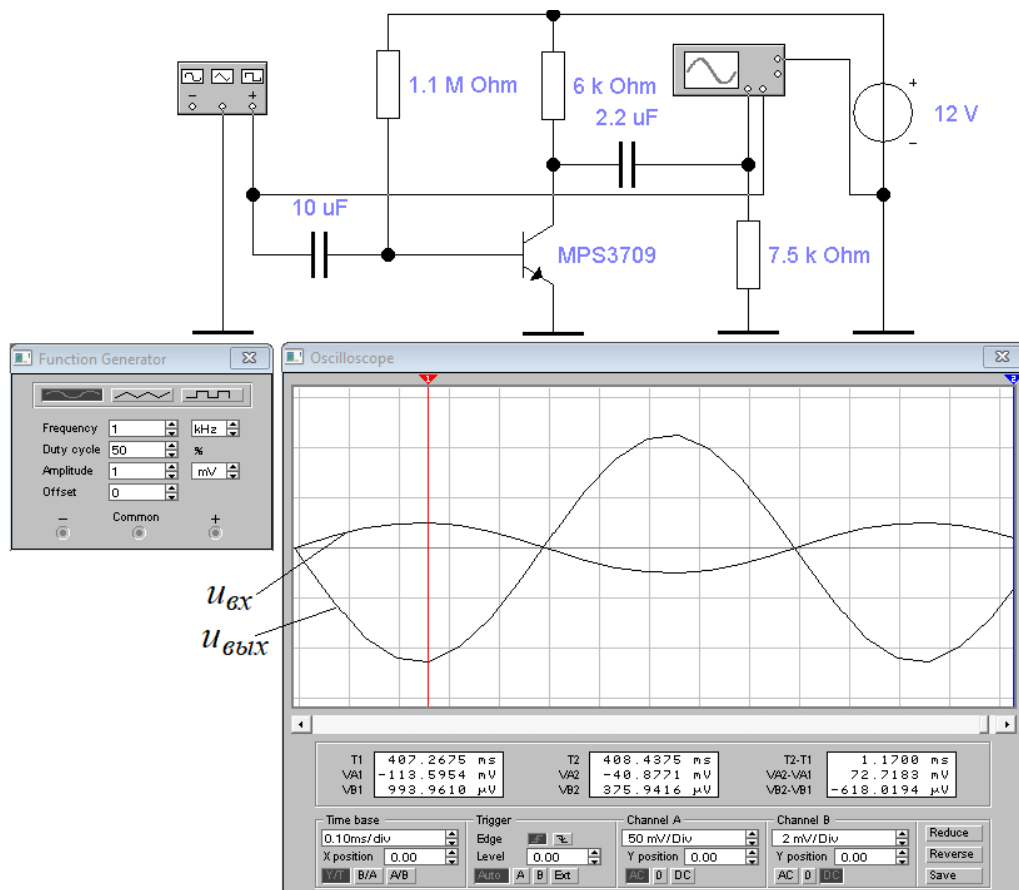 1.1 M Ohm
6 k Ohm
2.2 uF
+
12 V
−
− +
10 uF
MPS3709
7.5 k Ohm
Function Generator
Frequency 1 kHz
Duty cycle 50 %
Amplitude 1 mV
Offset 0
− Common +
Oscilloscope
1 2
uвх
uвых
T1 407.2675 ms
VA1 -113.5954 mV
VB1 993.9610 µV
T2 408.4375 ms
VA2 -40.8771 mV
VB2 375.9416 µV
T2-T1 1.1700 ms
VA2-VA1 72.7183 mV
VB2-VB1 -618.0194 µV
Time base
0.10ms/div
X position 0.00
Y/T B/A A/B
Trigger
Edge
Level 0.00
Auto A B Ext
Channel A
50 mV/Div
Y position 0.00
AC 0 DC
Channel B
2 mV/Div
Y position 0.00
AC 0 DC
Reduce
Reverse
Save